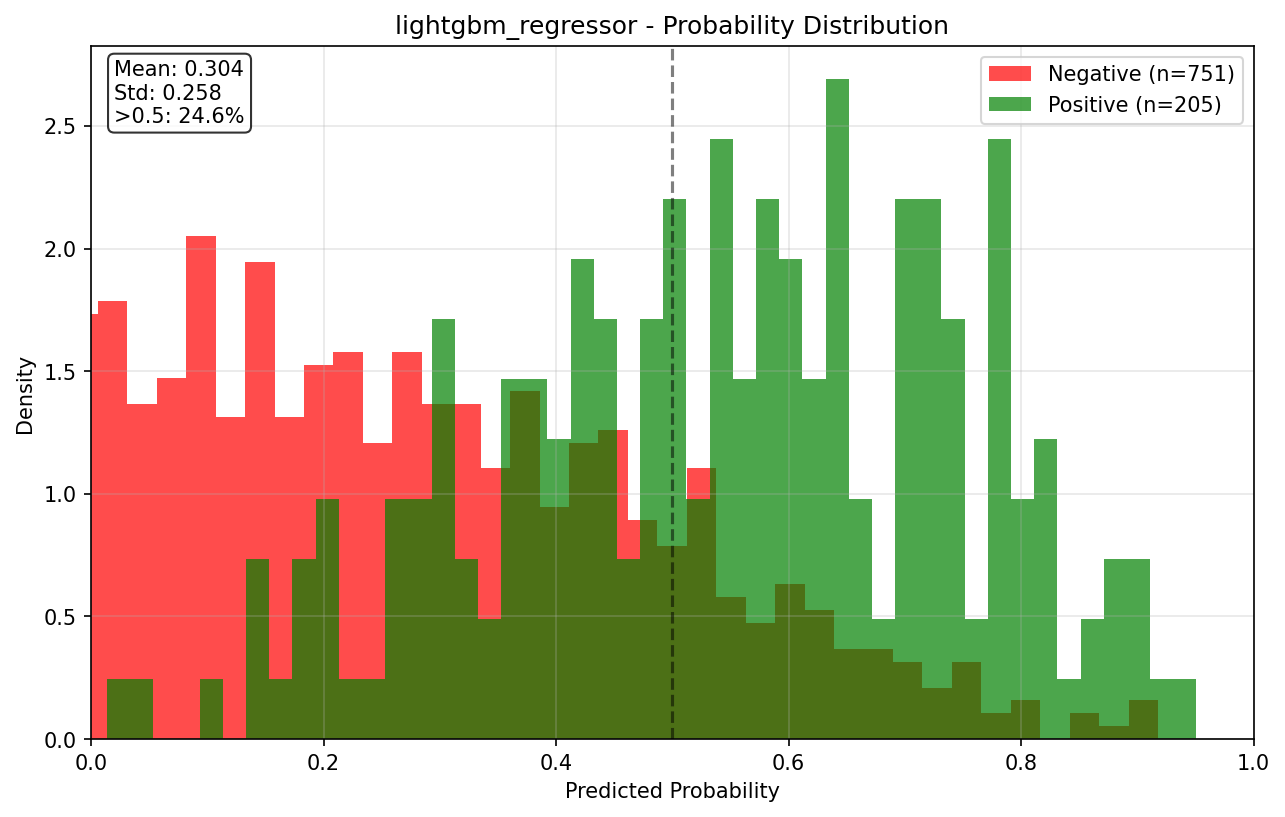 lightgbm_regressor - Probability Distribution
Mean: 0.304
Std: 0.258
>0.5: 24.6%
Negative (n=751)
Positive (n=205)
Density
2.5
2.0
1.5
1.0
0.5
0.0
0.0 0.2 0.4 0.6 0.8 1.0
Predicted Probability